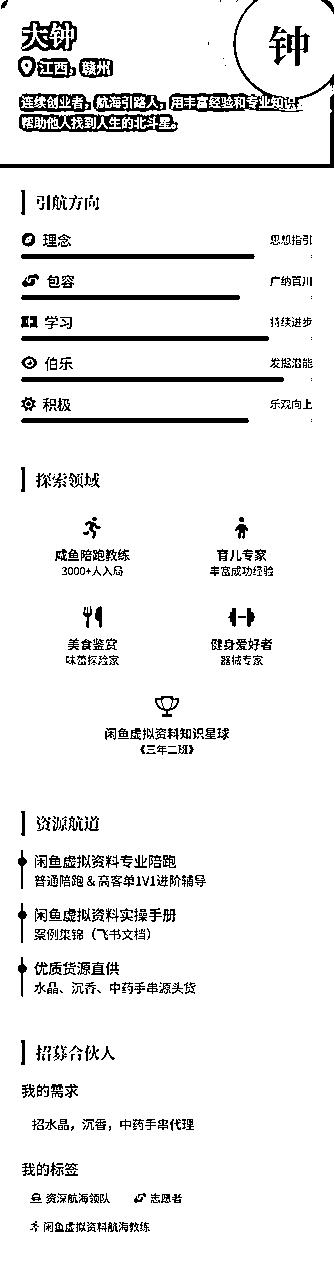 大钟
钟
江西，赣州
连续创业者，航海引路人，用丰富经验和专业知识，
帮助他人找到人生的北斗星。
引航方向
理念 思想指引
包容 广纳百川
学习 持续进步
伯乐 发掘潜能
积极 乐观向上
探索领域
咸鱼陪跑教练 育儿专家
3000+人入局 丰富成功经验
美食鉴赏 健身爱好者
味蕾探险家 器械专家
闲鱼虚拟资料知识星球
《三年二班》
资源航道
闲鱼虚拟资料专业陪跑
普通陪跑 & 高客单1V1进阶辅导
闲鱼虚拟资料实操手册
案例集锦（飞书文档）
优质货源直供
水晶、沉香、中药手串源头货
招募合伙人
我的需求
招水晶，沉香，中药手串代理
我的标签
资深航海领队 志愿者
闲鱼虚拟资料航海教练